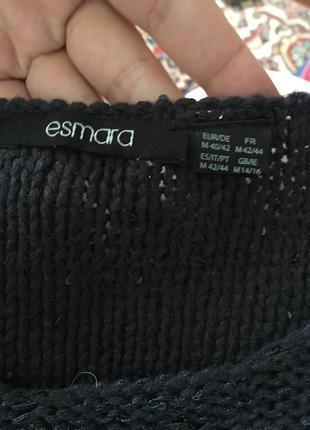 esmara
EUR/DE FR
M 40/42 M 42/44
ES/IT/PT GB/IE
M 42/44 M 14/16